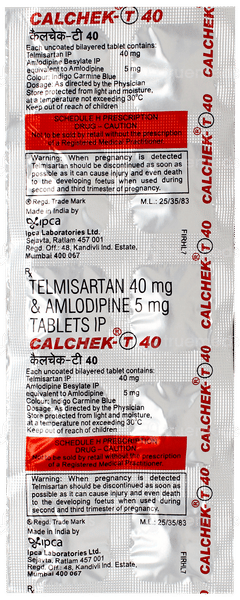 CALCHEK-T® 40
कैलचेक-टी 40
Each uncoated bilayered tablet contains:
Telmisartan IP 40 mg
Amlodipine Besylate IP
equivalent to Amlodipine 5 mg
Colour: Indigo Carmine Blue
Dosage: As directed by the Physician
Store protected from light and moisture,
at a temperature not exceeding 30°C
Keep out of reach of children
SCHEDULE H PRESCRIPTION
DRUG – CAUTION
Not to be sold by retail without the prescription
of a Registered Medical Practitioner.
Warning: When pregnancy is detected
Telmisartan should be discontinued as soon as
possible as it can cause injury and even death
to the developing foetus when used during
second and third trimester of pregnancy.
® Regd. Trade Mark M.L.: 25/35/83
Made in India by
ipca
Ipca Laboratories Ltd.
Sejavta, Ratlam 457 001
Regd. Off.: 48, Kandivli Ind. Estate,
Mumbai 400 067
FIRHL7
℞
TELMISARTAN 40 mg
& AMLODIPINE 5 mg
TABLETS IP
CALCHEK-T® 40
कैलचेक-टी 40
Each uncoated bilayered tablet contains:
Telmisartan IP 40 mg
Amlodipine Besylate IP
equivalent to Amlodipine 5 mg
Colour: Indigo Carmine Blue
Dosage: As directed by the Physician
Store protected from light and moisture,
at a temperature not exceeding 30°C
Keep out of reach of children
SCHEDULE H PRESCRIPTION
DRUG – CAUTION
Not to be sold by retail without the prescription
of a Registered Medical Practitioner.
Warning: When pregnancy is detected
Telmisartan should be discontinued as soon as
possible as it can cause injury and even death
to the developing foetus when used during
second and third trimester of pregnancy.
® Regd. Trade Mark M.L.: 25/35/83
Made in India by
ipca
Ipca Laboratories Ltd.
Sejavta, Ratlam 457 001
Regd. Off.: 48, Kandivli Ind. Estate,
Mumbai 400 067
FIRHL7
℞
CALCHEK-T® 40
CALCHEK-T® 40
CALCHEK-T® 40
CALCHEK-T® 40